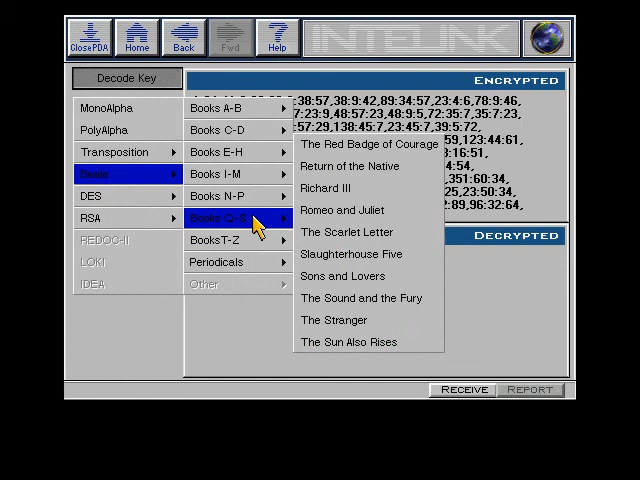 ClosePDA
Home
Back
Fwd
Help
INTELINK
Decode Key
ENCRYPTED
MonoAlpha
PolyAlpha
Transposition
Beale
DES
RSA
REDOC-II
LOKI
IDEA
Books A-B
Books C-D
Books E-H
Books I-M
Books N-P
Books Q-S
BooksT-Z
Periodicals
Other
:38:57,38:9:42,89:34:57,23:4:6,78:9:46,
:7:23:9,48:57:23,48:9:5,72:35:7,35:7:23,
:57:29,138:45:7,23:45:7,39:5:72,
59,123:44:61,
:8:16:51,
:25,23:50:34,
:2:89,96:32:64,
The Red Badge of Courage
Return of the Native
Richard III
Romeo and Juliet
The Scarlet Letter
Slaughterhouse Five
Sons and Lovers
The Sound and the Fury
The Stranger
The Sun Also Rises
DECRYPTED
RECEIVE
REPORT